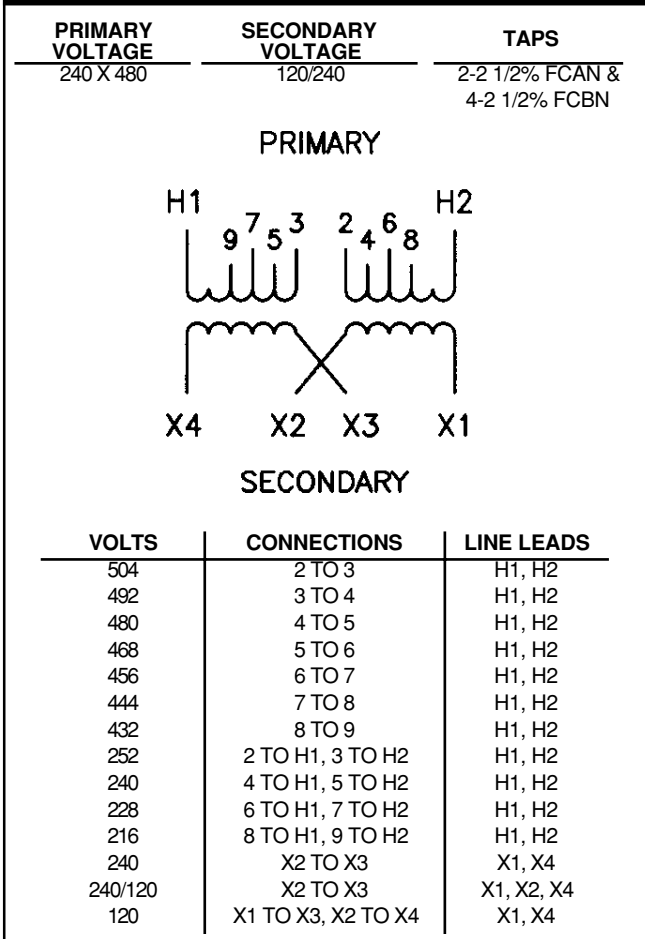 PRIMARY VOLTAGE SECONDARY VOLTAGE TAPS
240 X 480 120/240 2-2 1/2% FCAN &
4-2 1/2% FCBN
PRIMARY
H1 9 7 5 3 2 4 6 8 H2
X4 X2 X3 X1
SECONDARY
VOLTS CONNECTIONS LINE LEADS
504 2 TO 3 H1, H2
492 3 TO 4 H1, H2
480 4 TO 5 H1, H2
468 5 TO 6 H1, H2
456 6 TO 7 H1, H2
444 7 TO 8 H1, H2
432 8 TO 9 H1, H2
252 2 TO H1, 3 TO H2 H1, H2
240 4 TO H1, 5 TO H2 H1, H2
228 6 TO H1, 7 TO H2 H1, H2
216 8 TO H1, 9 TO H2 H1, H2
240 X2 TO X3 X1, X4
240/120 X2 TO X3 X1, X2, X4
120 X1 TO X3, X2 TO X4 X1, X4